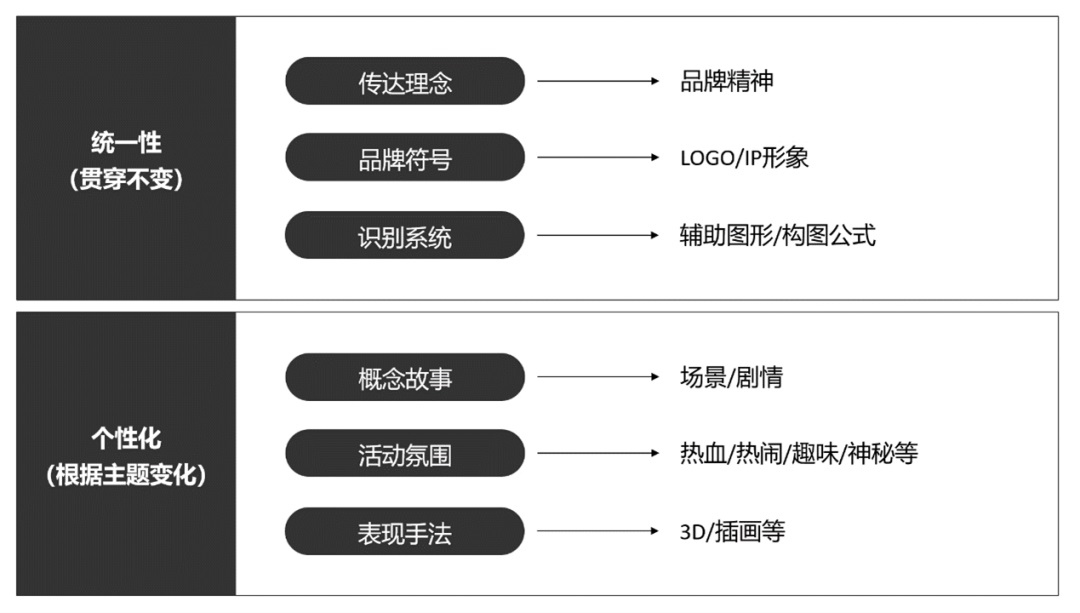 统一性
（贯穿不变）
传达理念
品牌精神
品牌符号
LOGO/IP形象
识别系统
辅助图形/构图公式
个性化
（根据主题变化）
概念故事
场景/剧情
活动氛围
热血/热闹/趣味/神秘等
表现手法
3D/插画等